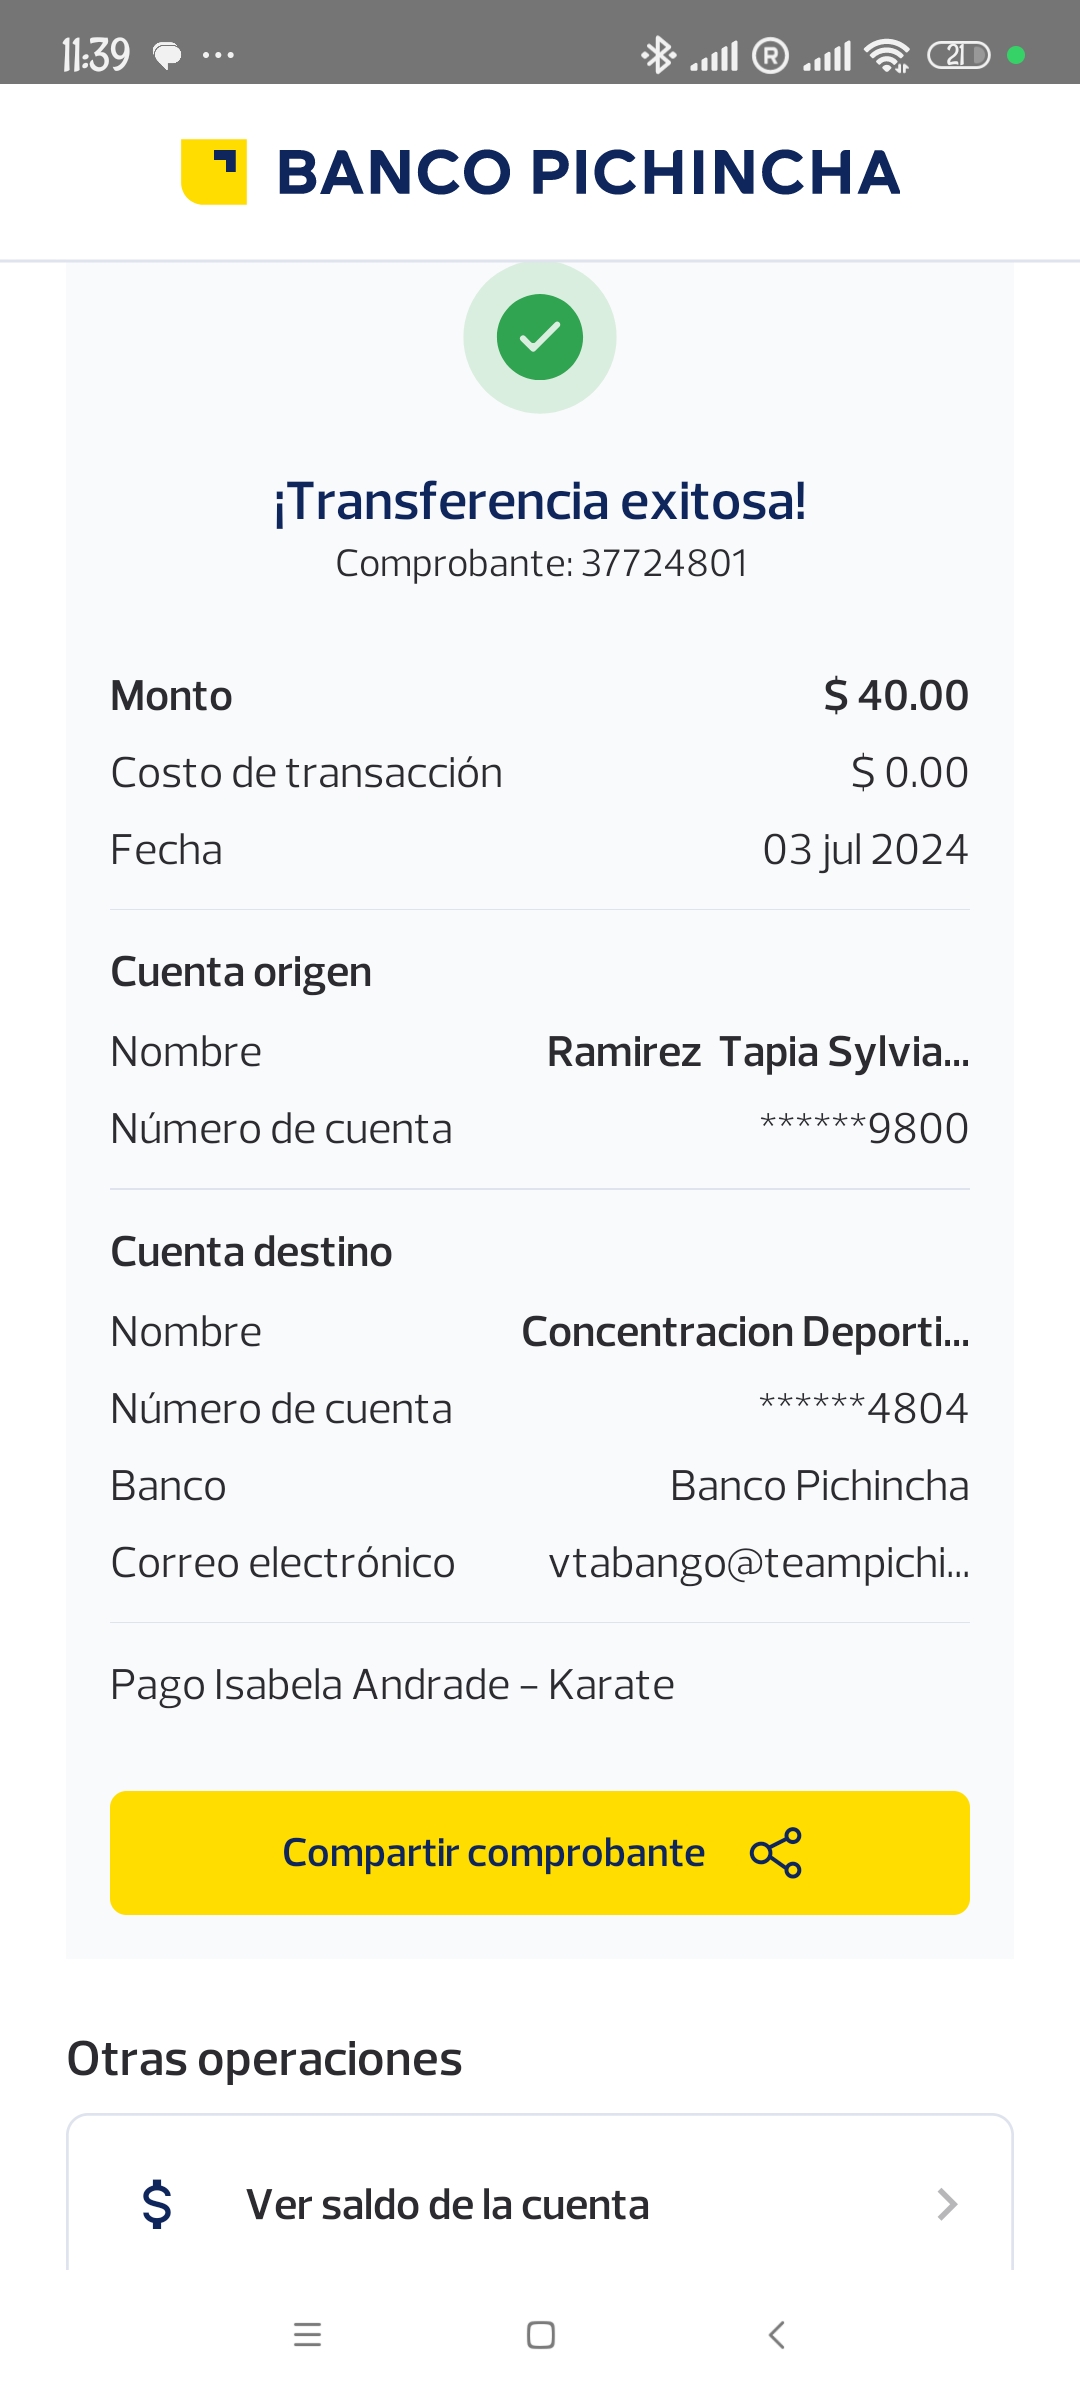 11:39
R
21
BANCO PICHINCHA
¡Transferencia exitosa!
Comprobante: 37724801
Monto $ 40.00
Costo de transacción $ 0.00
Fecha 03 jul 2024
Cuenta origen
Nombre Ramirez  Tapia Sylvia...
Número de cuenta ******9800
Cuenta destino
Nombre Concentracion Deporti...
Número de cuenta ******4804
Banco Banco Pichincha
Correo electrónico vtabango@teampichi...
Pago Isabela Andrade - Karate
Compartir comprobante
Otras operaciones
$ Ver saldo de la cuenta